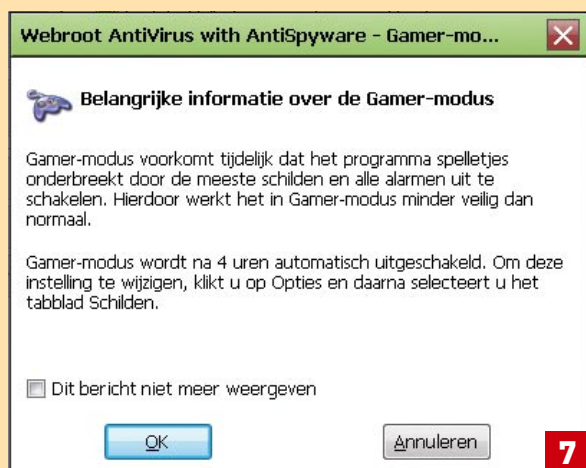 Webroot AntiVirus with AntiSpyware - Gamer-mo...
Belangrijke informatie over de Gamer-modus
Gamer-modus voorkomt tijdelijk dat het programma spelletjes
onderbreekt door de meeste schilden en alle alarmen uit te
schakelen. Hierdoor werkt het in Gamer-modus minder veilig dan
normaal.
Gamer-modus wordt na 4 uren automatisch uitgeschakeld. Om deze
instelling te wijzigen, klikt u op Opties en daarna selecteert u het
tabblad Schilden.
Dit bericht niet meer weergeven
OK
Annuleren
7